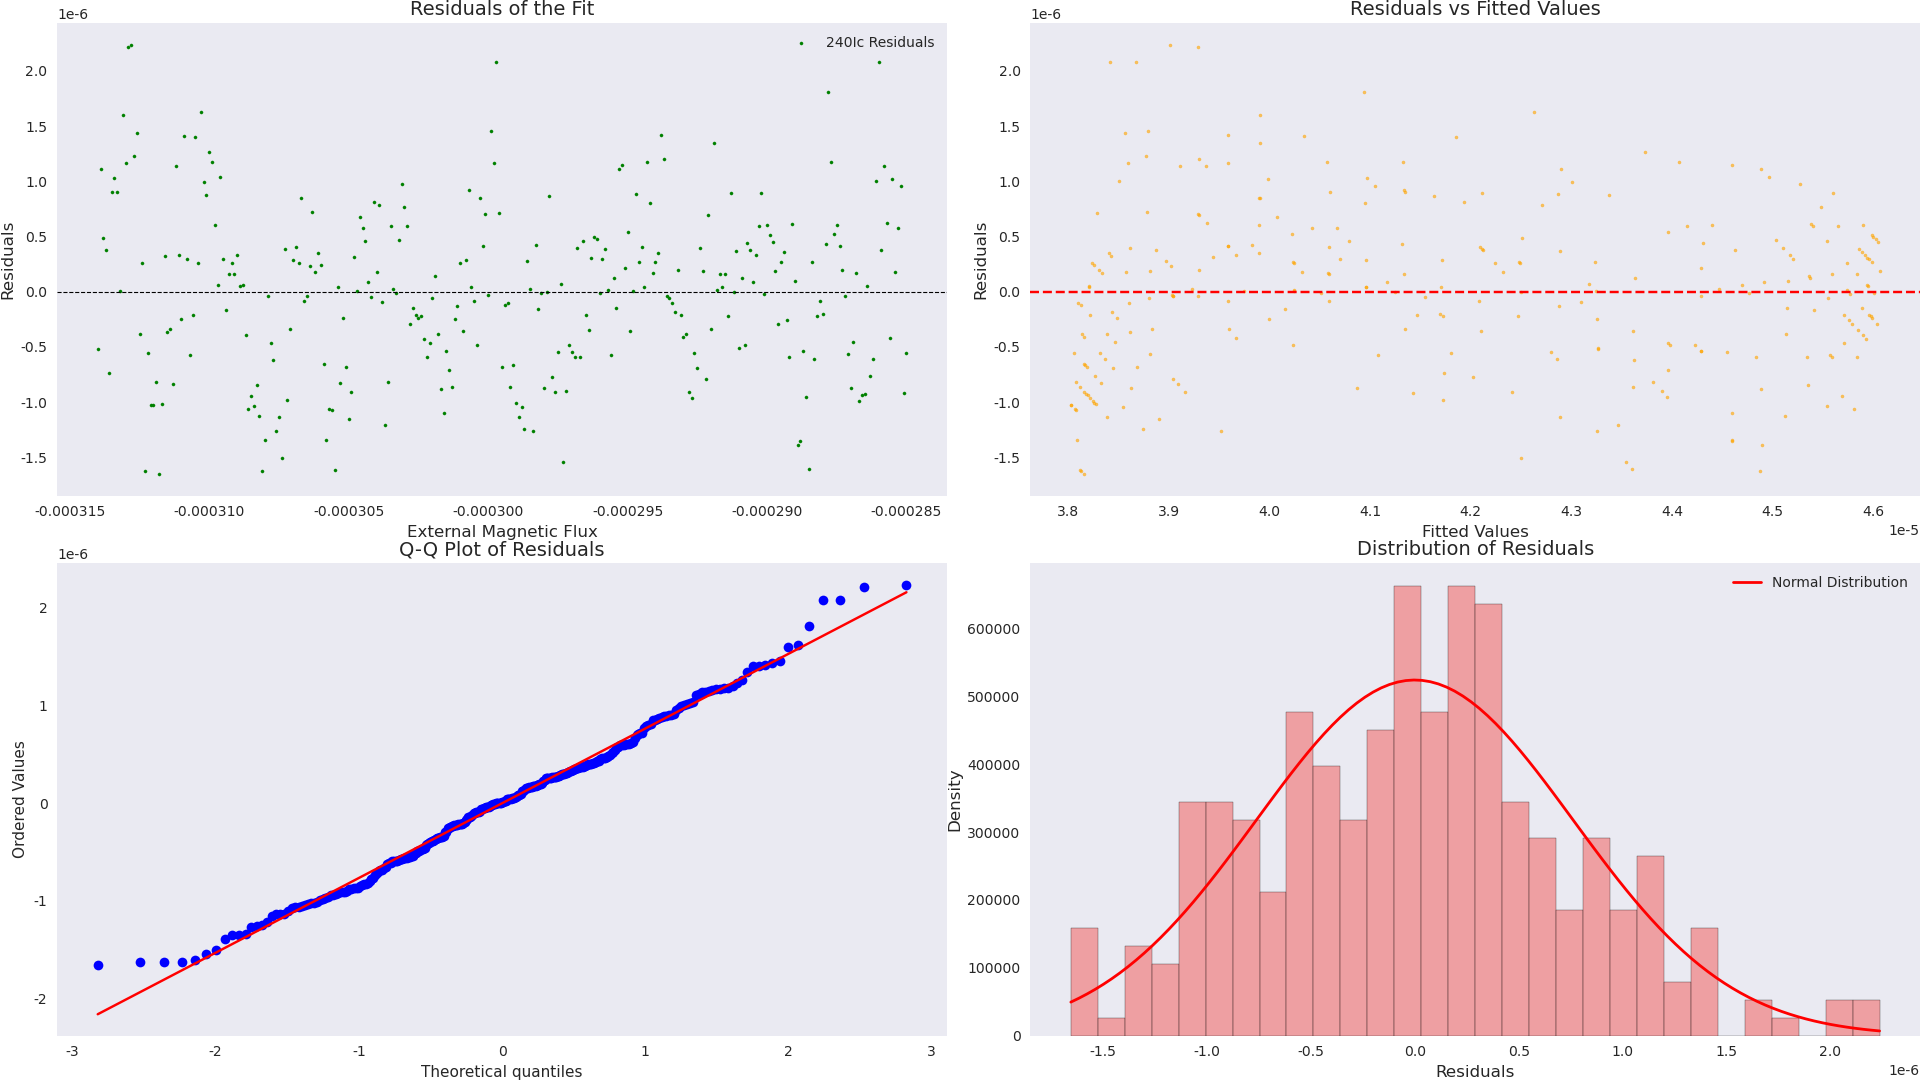 Residuals of the Fit
1e-6
240Ic Residuals
2.0
1.5
1.0
0.5
0.0
-0.5
-1.0
-1.5
Residuals
-0.000315 -0.000310 -0.000305 -0.000300 -0.000295 -0.000290 -0.000285
External Magnetic Flux
Residuals vs Fitted Values
1e-6
2.0
1.5
1.0
0.5
0.0
-0.5
-1.0
-1.5
Residuals
3.8 3.9 4.0 4.1 4.2 4.3 4.4 4.5 4.6
1e-5
Fitted Values
Q-Q Plot of Residuals
1e-6
2
1
0
-1
-2
Ordered Values
-3 -2 -1 0 1 2 3
Theoretical quantiles
Distribution of Residuals
Normal Distribution
600000
500000
400000
300000
200000
100000
0
Density
-1.5 -1.0 -0.5 0.0 0.5 1.0 1.5 2.0
1e-6
Residuals